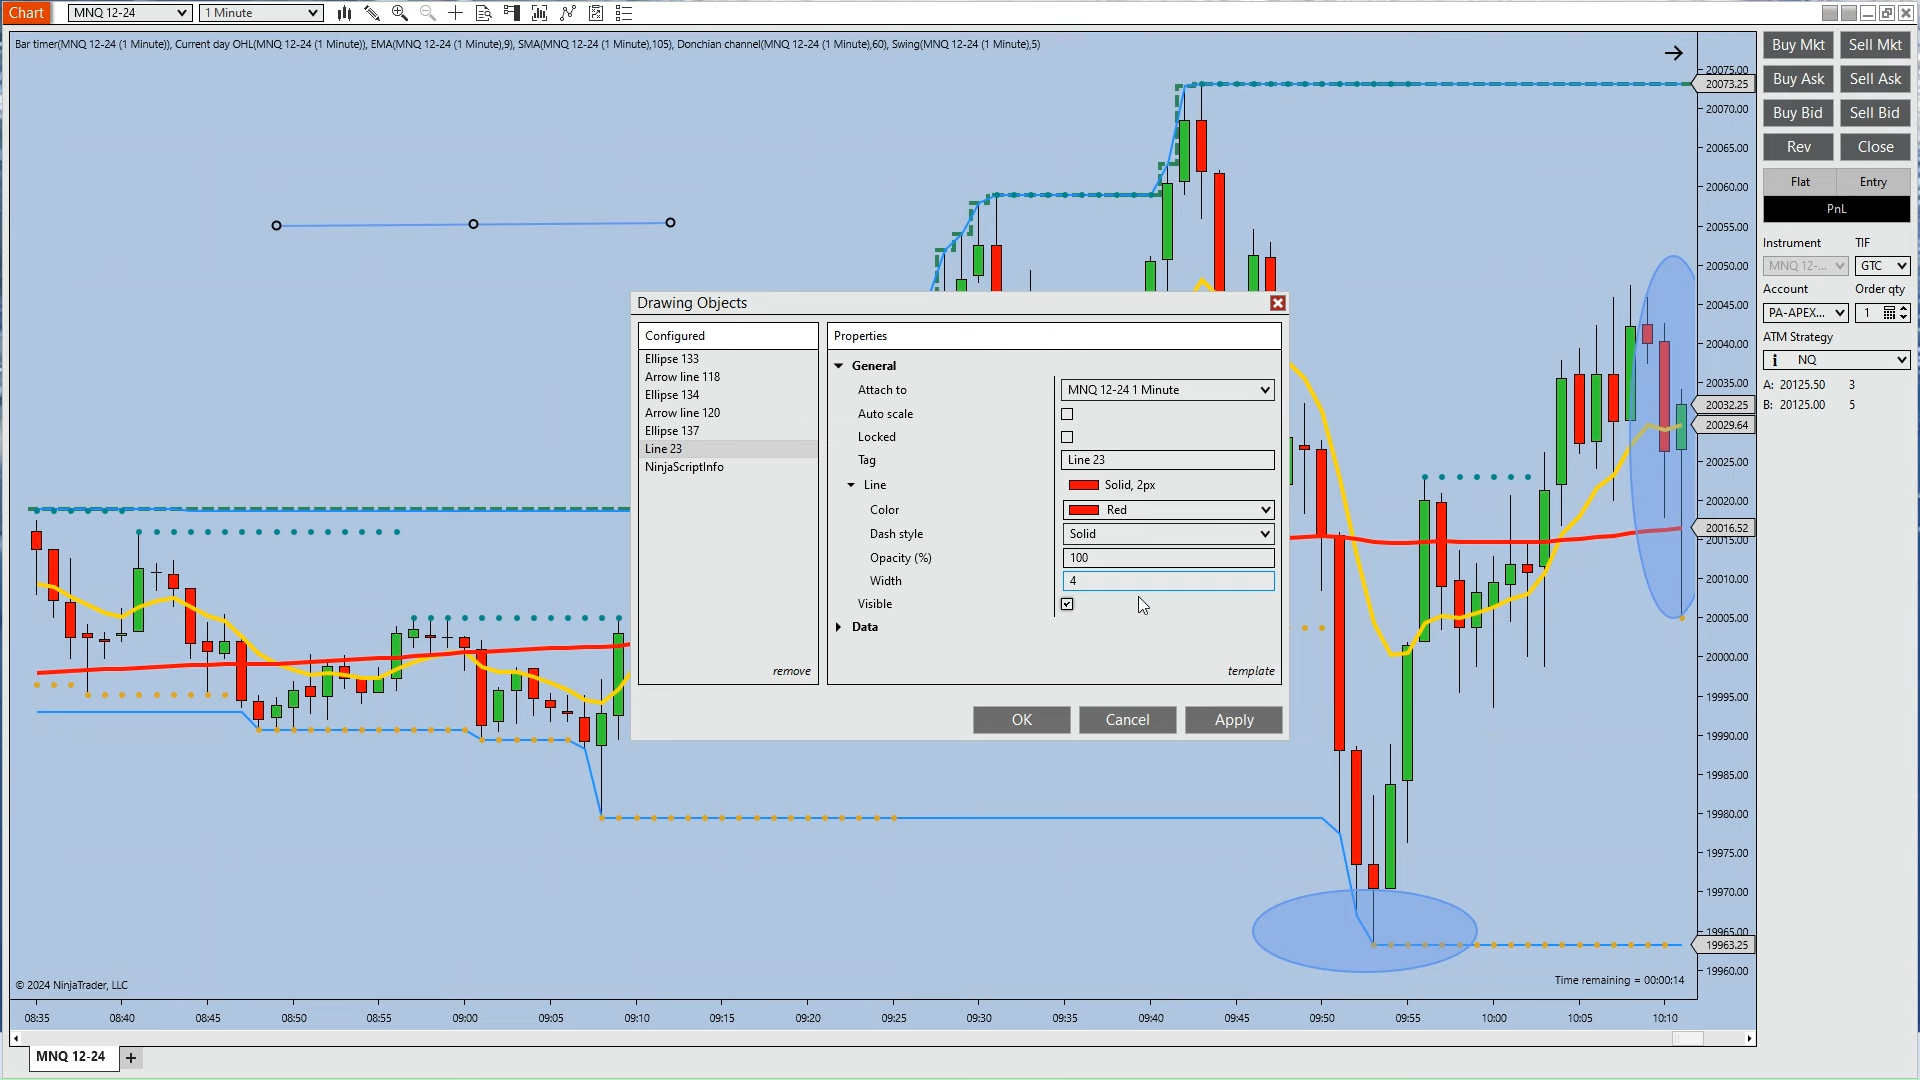 Chart
MNQ 12-24
1 Minute
Bar timer(MNQ 12-24 (1 Minute)), Current day OHL(MNQ 12-24 (1 Minute)), EMA(MNQ 12-24 (1 Minute),9), SMA(MNQ 12-24 (1 Minute),105), Donchian channel(MNQ 12-24 (1 Minute),60), Swing(MNQ 12-24 (1 Minute),5)
20075.00
20073.25
20070.00
20065.00
20060.00
20055.00
20050.00
20045.00
20040.00
20035.00
20032.25
20029.64
20025.00
20020.00
20016.52
20015.00
20010.00
20005.00
20000.00
19995.00
19990.00
19985.00
19980.00
19975.00
19970.00
19965.00
19963.25
19960.00
Buy Mkt
Sell Mkt
Buy Ask
Sell Ask
Buy Bid
Sell Bid
Rev
Close
Flat
Entry
PnL
Instrument
TIF
MNQ 12-...
GTC
Account
Order qty
PA-APEX...
1
ATM Strategy
NQ
A: 20125.50 3
B: 20125.00 5
Drawing Objects
Configured
Ellipse 133
Arrow line 118
Ellipse 134
Arrow line 120
Ellipse 137
Line 23
NinjaScriptInfo
remove
Properties
General
Attach to
MNQ 12-24 1 Minute
Auto scale
Locked
Tag
Line 23
Line
Solid, 2px
Color
Red
Dash style
Solid
Opacity (%)
100
Width
4
Visible
Data
template
OK
Cancel
Apply
© 2024 NinjaTrader, LLC
Time remaining = 00:00:14
08:35
08:40
08:45
08:50
08:55
09:00
09:05
09:10
09:15
09:20
09:25
09:30
09:35
09:40
09:45
09:50
09:55
10:00
10:05
10:10
MNQ 12-24
+